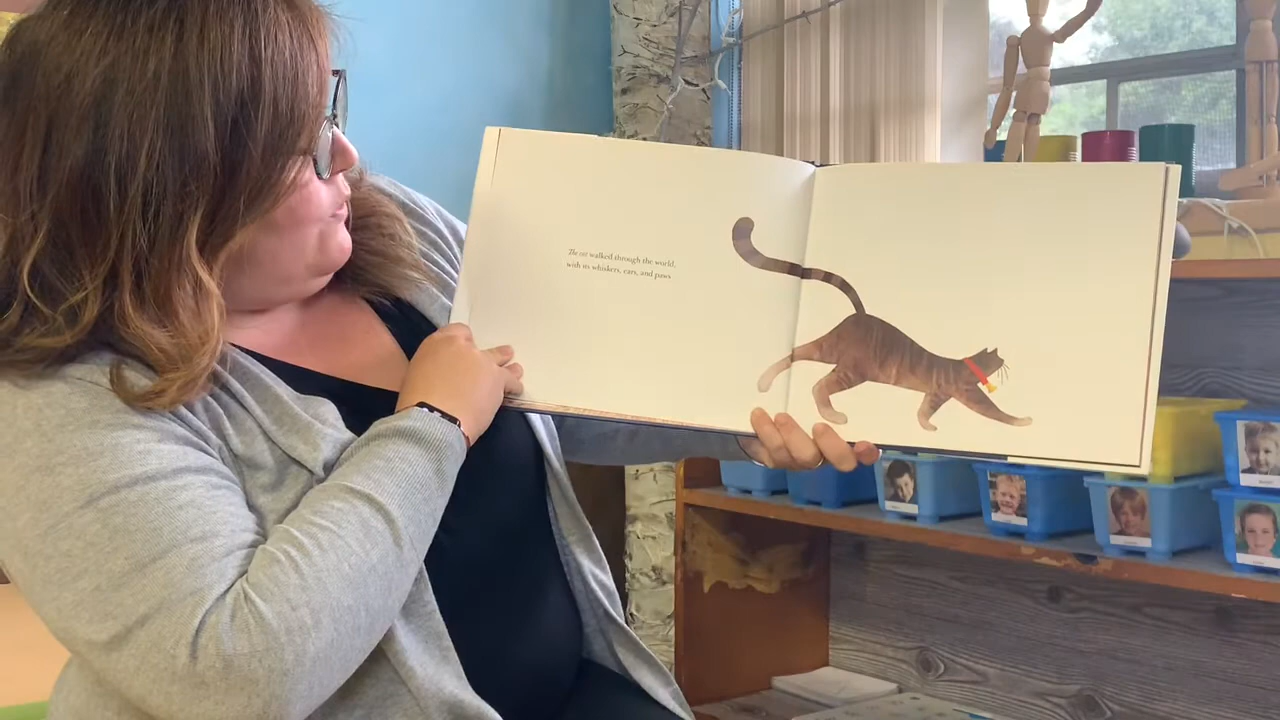 The cat walked through the world,
with its whiskers, ears, and paws